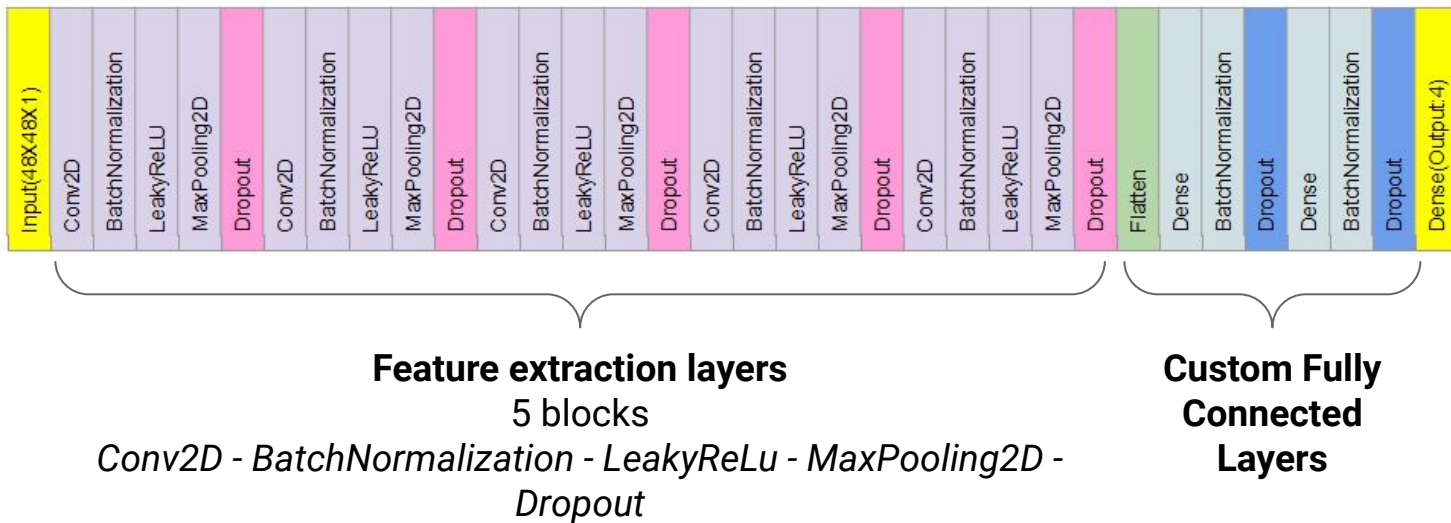 Input(48X48X1)
Conv2D
BatchNormalization
LeakyReLU
MaxPooling2D
Dropout
Conv2D
BatchNormalization
LeakyReLU
MaxPooling2D
Dropout
Conv2D
BatchNormalization
LeakyReLU
MaxPooling2D
Dropout
Conv2D
BatchNormalization
LeakyReLU
MaxPooling2D
Dropout
Conv2D
BatchNormalization
LeakyReLU
MaxPooling2D
Dropout
Flatten
Dense
BatchNormalization
Dropout
Dense
BatchNormalization
Dropout
Dense(Output:4)
Feature extraction layers
5 blocks
Conv2D - BatchNormalization - LeakyReLu - MaxPooling2D -
Dropout
Custom Fully
Connected
Layers